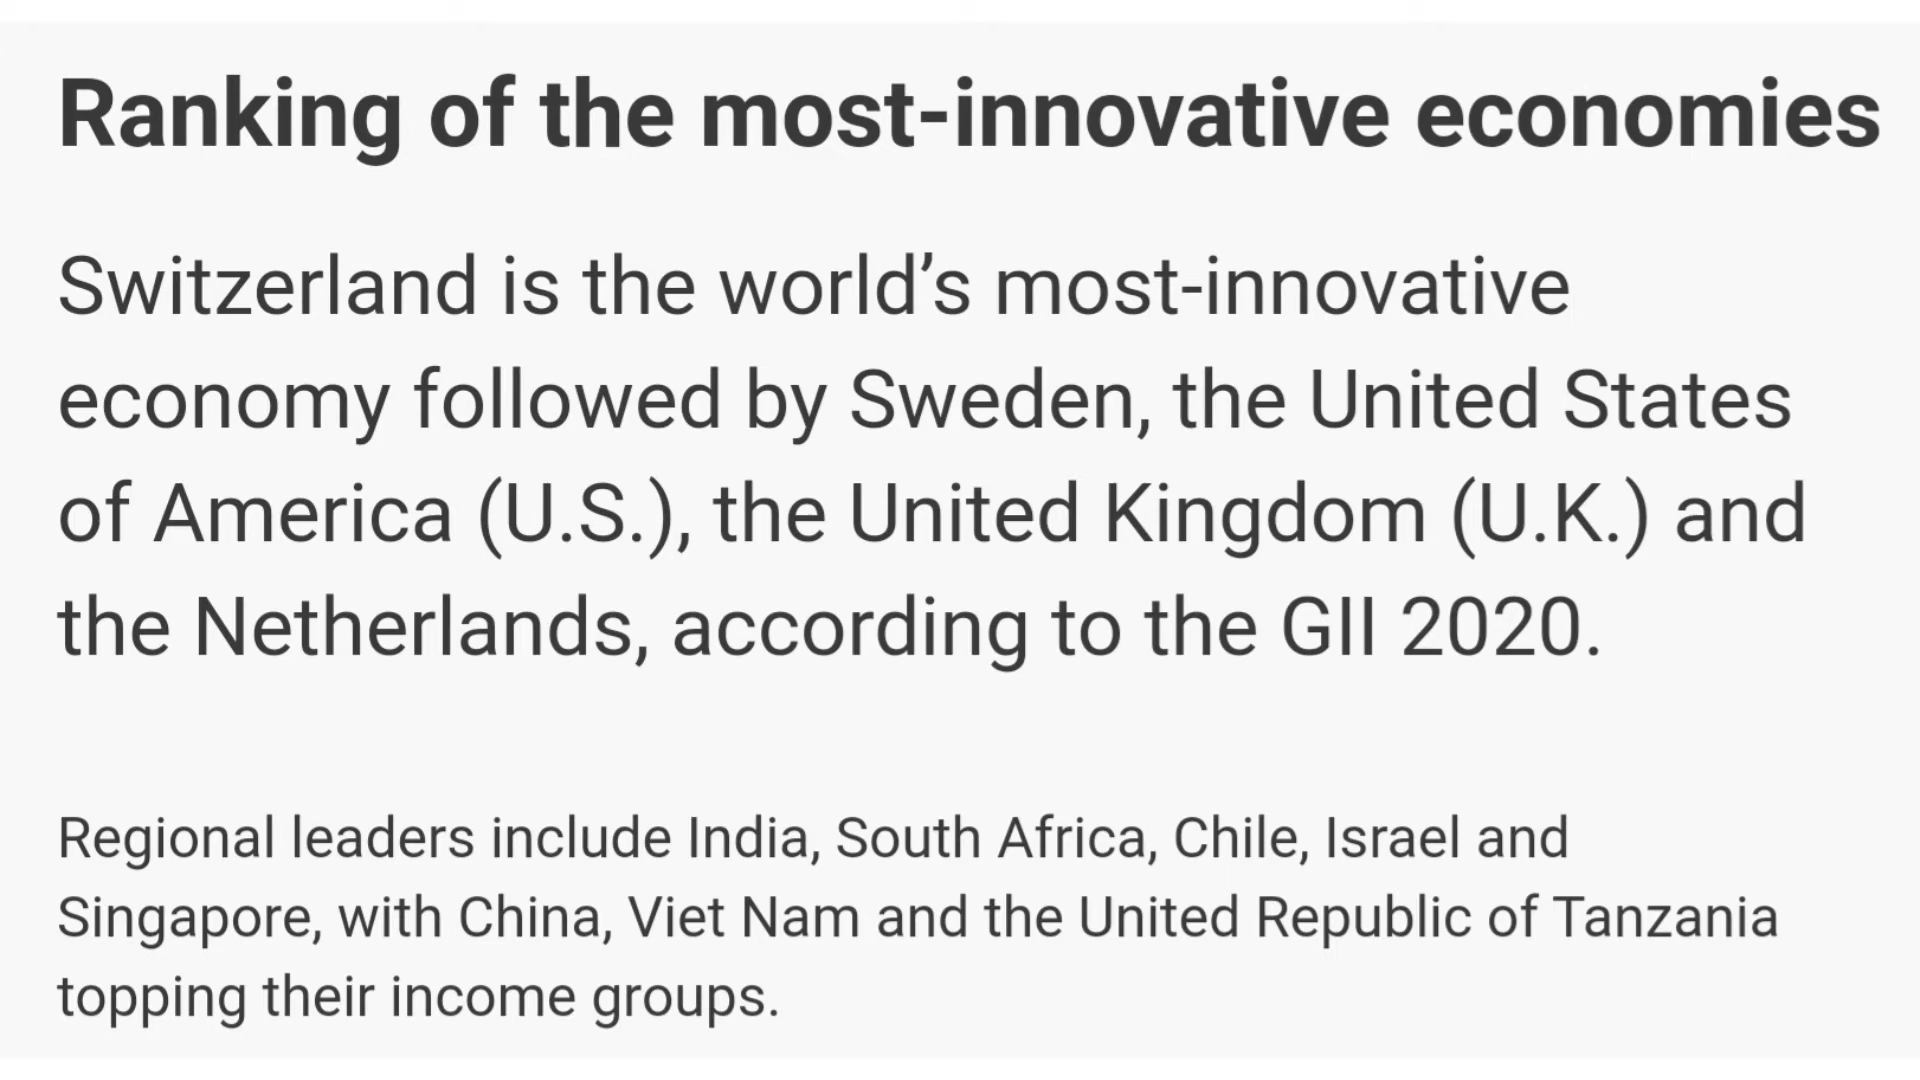 Ranking of the most-innovative economies
Switzerland is the world’s most-innovative
economy followed by Sweden, the United States
of America (U.S.), the United Kingdom (U.K.) and
the Netherlands, according to the GII 2020.
Regional leaders include India, South Africa, Chile, Israel and
Singapore, with China, Viet Nam and the United Republic of Tanzania
topping their income groups.